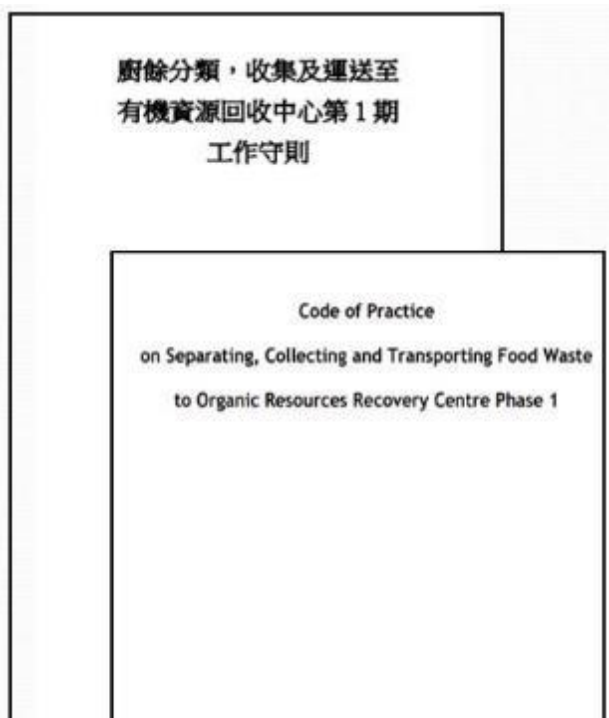 廚餘分類，收集及運送至
有機資源回收中心第 1 期
工作守則
Code of Practice
on Separating, Collecting and Transporting Food Waste
to Organic Resources Recovery Centre Phase 1